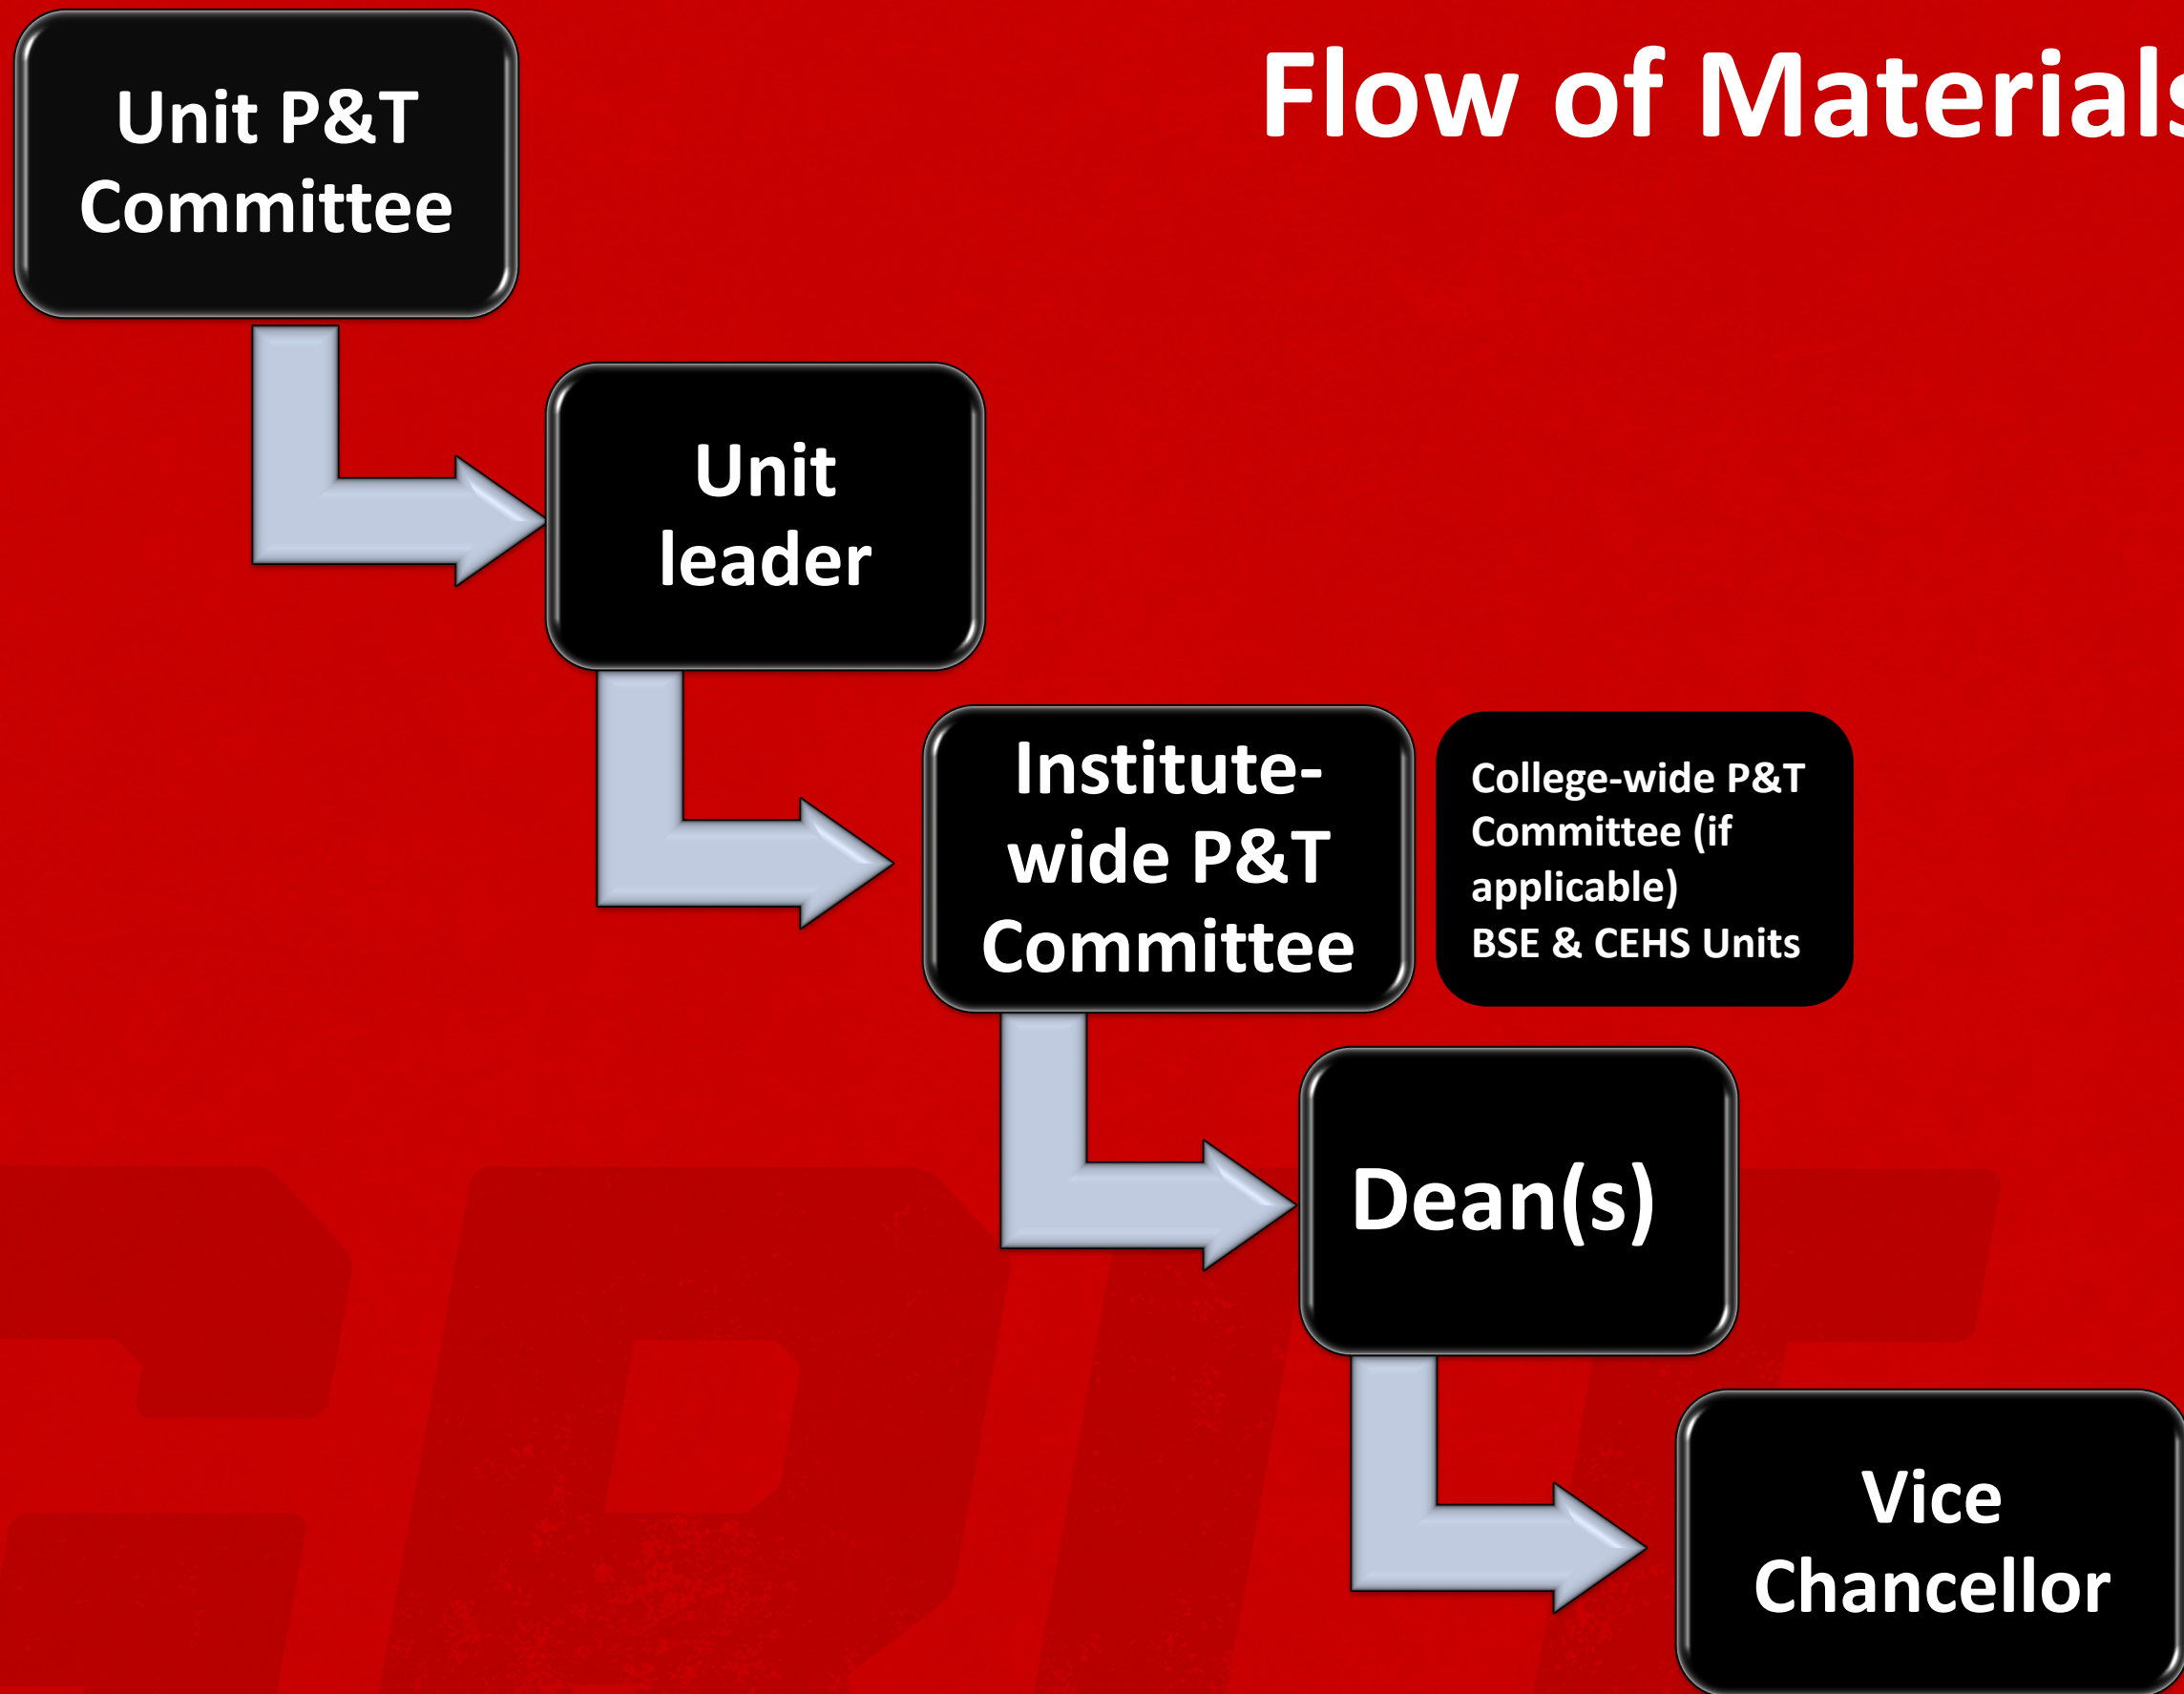 Flow of Materials
Unit P&T
Committee
Unit
leader
Institute-
wide P&T
Committee
College-wide P&T
Committee (if
applicable)
BSE & CEHS Units
Dean(s)
Vice
Chancellor